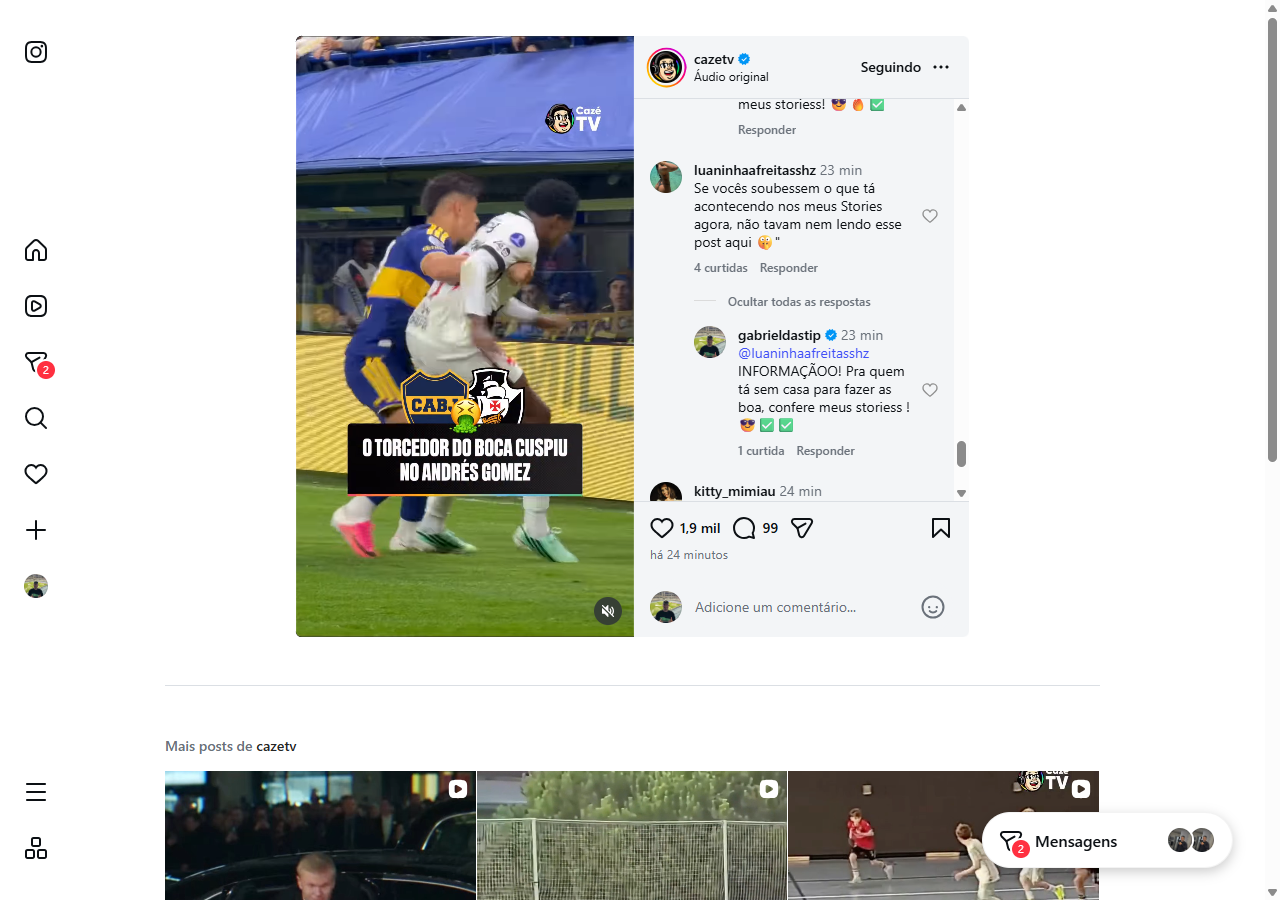 cazetv
Áudio original
Seguindo
meus storiess! 😎 🔥 ✅
Responder
luaninhaafreitasshz 23 min
Se vocês soubessem o que tá
acontecendo nos meus Stories
agora, não tavam nem lendo esse
post aqui 🤫 "
4 curtidas Responder
Ocultar todas as respostas
gabrieldastip 23 min
@luaninhaafreitasshz
INFORMAÇÃOO! Pra quem
tá sem casa para fazer as
boa, confere meus storiess !
😎 ✅ ✅
1 curtida Responder
kitty_mimiau 24 min
1,9 mil 99
há 24 minutos
Adicione um comentário...
Cazé
TV
CABJ
O TORCEDOR DO BOCA CUSPIU
NO ANDRÉS GOMEZ
2
Mais posts de cazetv
Cazé
TV
2
Mensagens